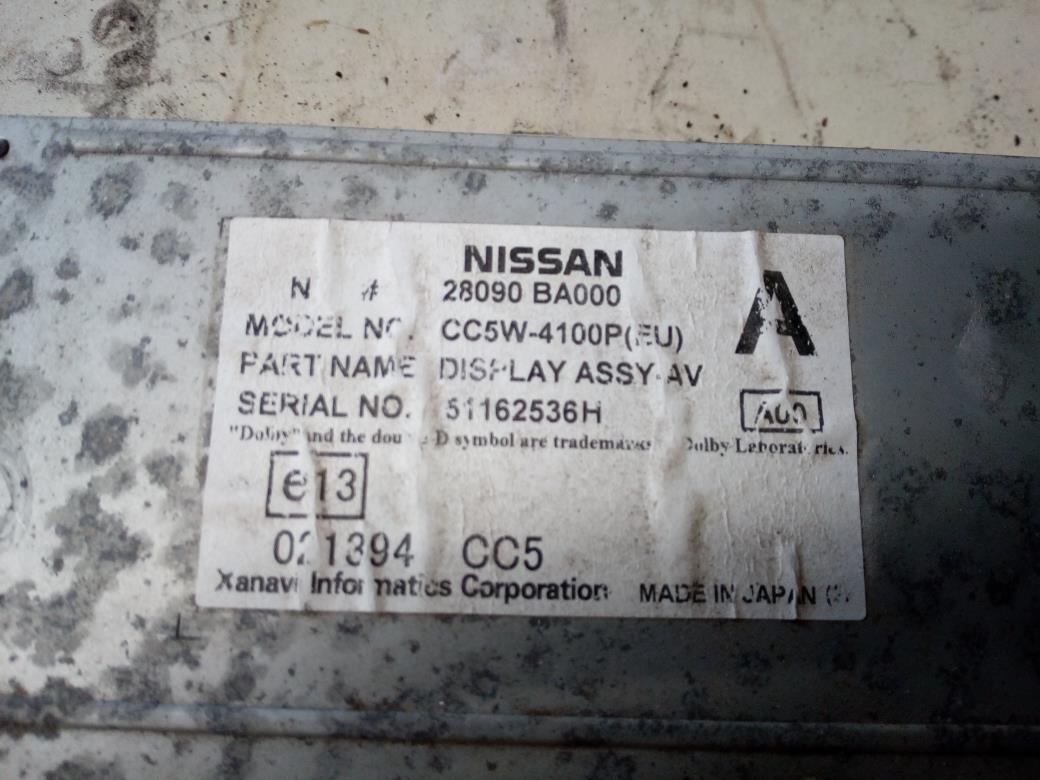 NISSAN
N # 28090 BA000
MODEL NO. CC5W-4100P(EU)
PART NAME DISPLAY ASSY-AV
SERIAL NO. 51162536H
A
A00
"Dolby" and the double-D symbol are trademarks Dolby Laboratories.
e13
021394 CC5
Xanavi Informatics Corporation MADE IN JAPAN